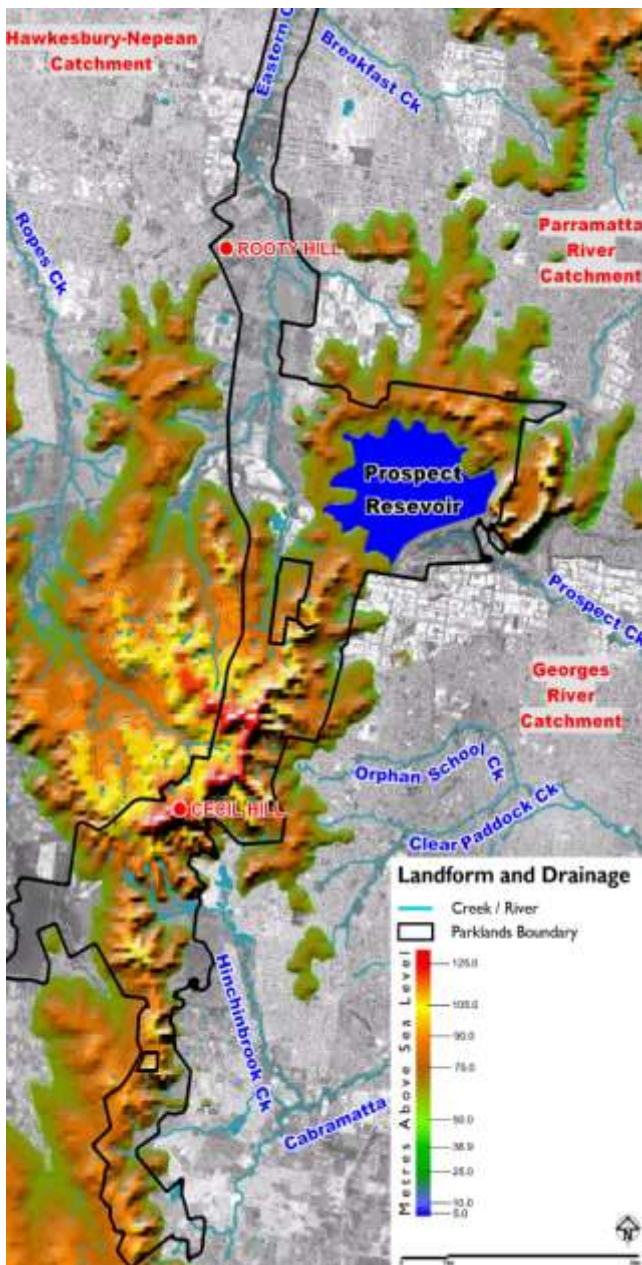 Hawkesbury-Nepean
Catchment
Eastern C
Breakfast Ck
Ropes Ck
ROOTY HILL
Parramatta
River
Catchment
Prospect
Resevoir
Prospect Ck
Georges
River
Catchment
Orphan School Ck
CECIL HILL
Clear Paddock Ck
Hinchinbrook Ck
Cabramatta
Landform and Drainage
Creek / River
Parklands Boundary
Metres Above Sea Level
125.0
105.0
90.0
75.0
50.0
35.9
25.0
10.0
5.0
N